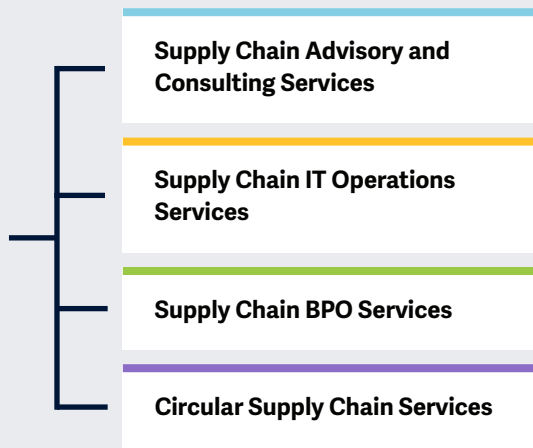 Supply Chain Advisory and
Consulting Services
Supply Chain IT Operations
Services
Supply Chain BPO Services
Circular Supply Chain Services